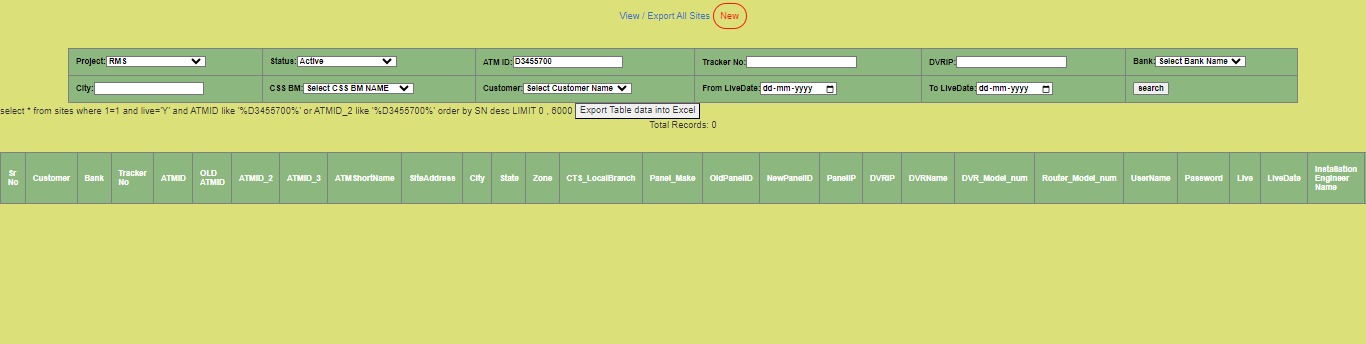 View / Export All Sites New
Project: RMS Status: Active ATM ID: D3455700 Tracker No: DVRIP: Bank: Select Bank Name
City: CSS BM: Select CSS BM NAME Customer: Select Customer Name From LiveDate: dd-mm-yyyy To LiveDate: dd-mm-yyyy search
select * from sites where 1=1 and live='Y' and ATMID like '%D3455700%' or ATMID_2 like '%D3455700%' order by SN desc LIMIT 0 , 6000 Export Table data into Excel
Total Records: 0
Sr No Customer Bank Tracker No ATMID OLD ATMID ATMID_2 ATMID_3 ATMShortName SiteAddress City State Zone CTS_LocalBranch Panel_Make OldPanelID NewPanelID PanelIP DVRIP DVRName DVR_Model_num Router_Model_num UserName Password Live LiveDate Installation Engineer Name